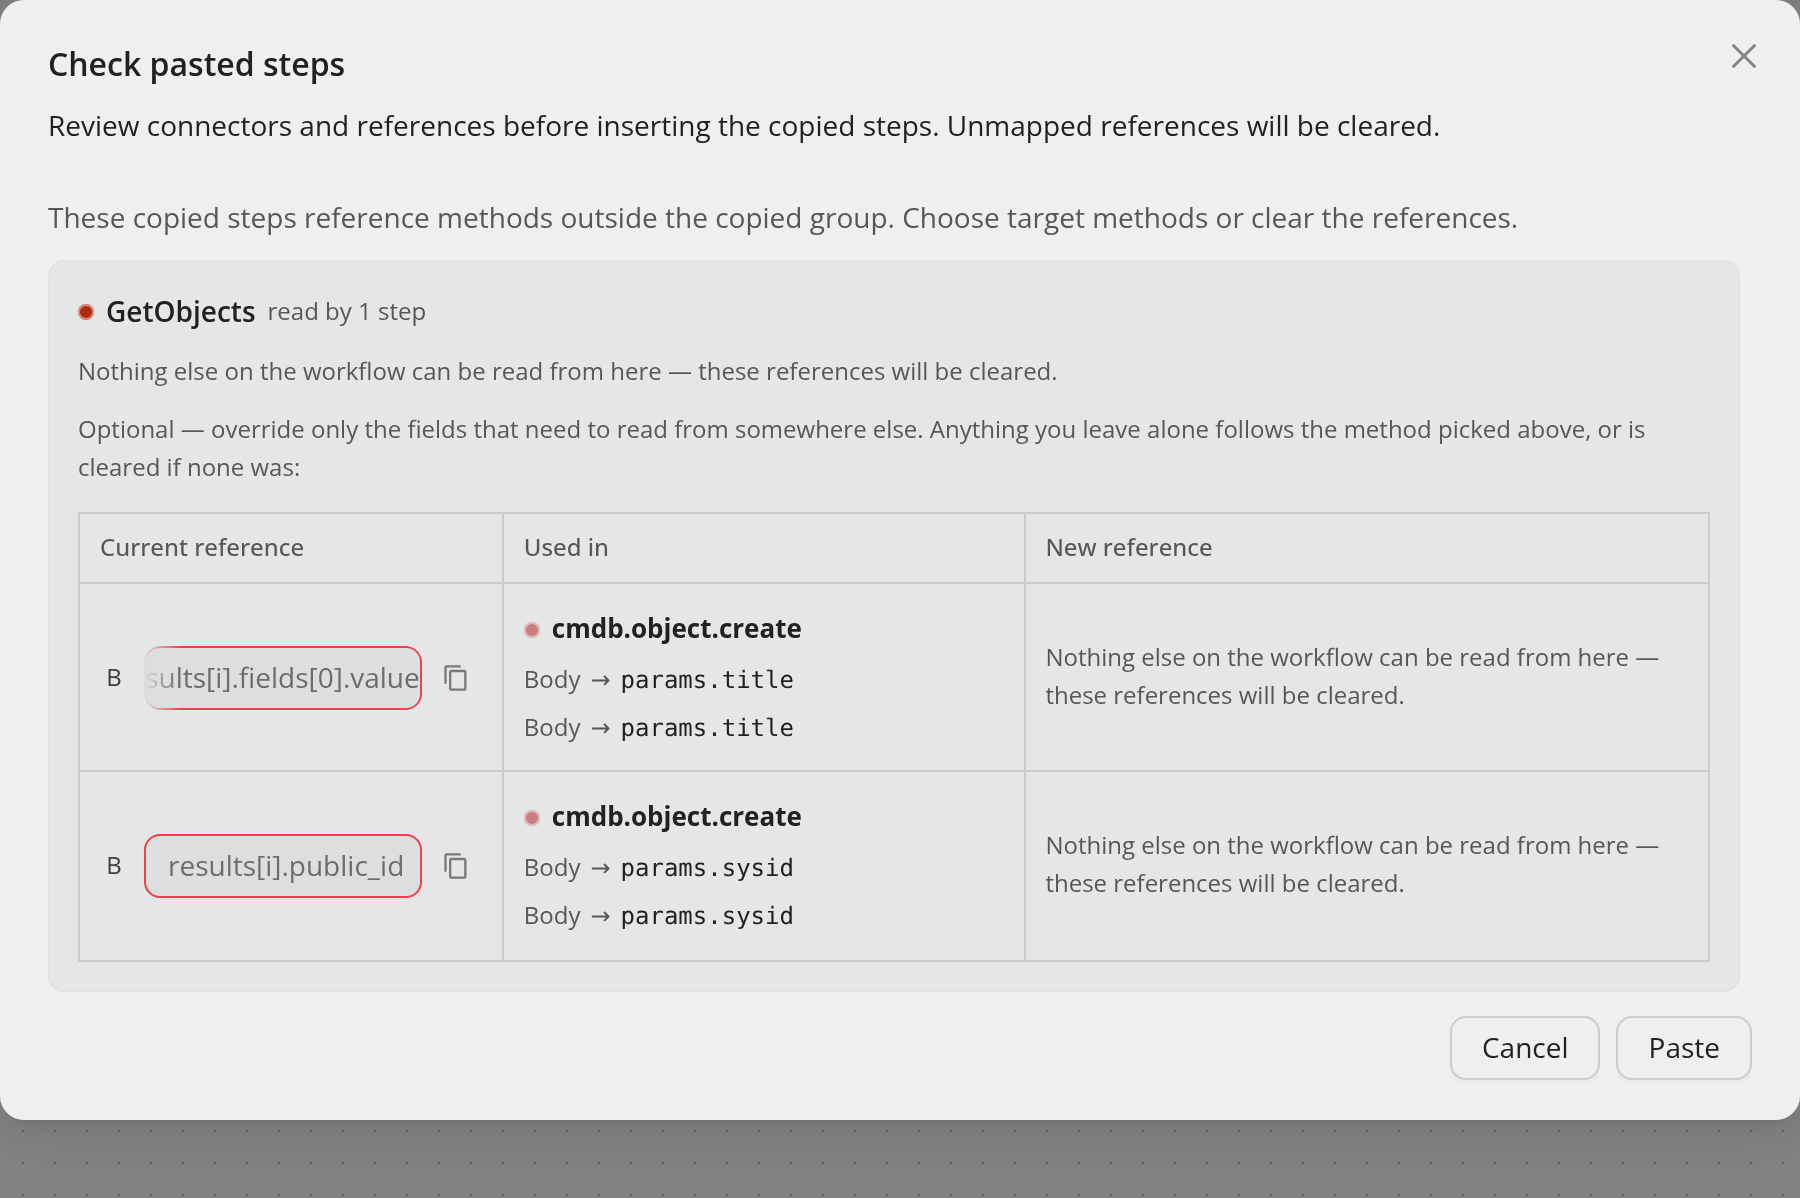 Check pasted steps
Review connectors and references before inserting the copied steps. Unmapped references will be cleared.
These copied steps reference methods outside the copied group. Choose target methods or clear the references.
GetObjects read by 1 step
Nothing else on the workflow can be read from here — these references will be cleared.
Optional — override only the fields that need to read from somewhere else. Anything you leave alone follows the method picked above, or is
cleared if none was:
Current reference
Used in
New reference
B
sults[i].fields[0].value
cmdb.object.create
Body → params.title
Body → params.title
Nothing else on the workflow can be read from here —
these references will be cleared.
B
results[i].public_id
cmdb.object.create
Body → params.sysid
Body → params.sysid
Nothing else on the workflow can be read from here —
these references will be cleared.
Cancel
Paste